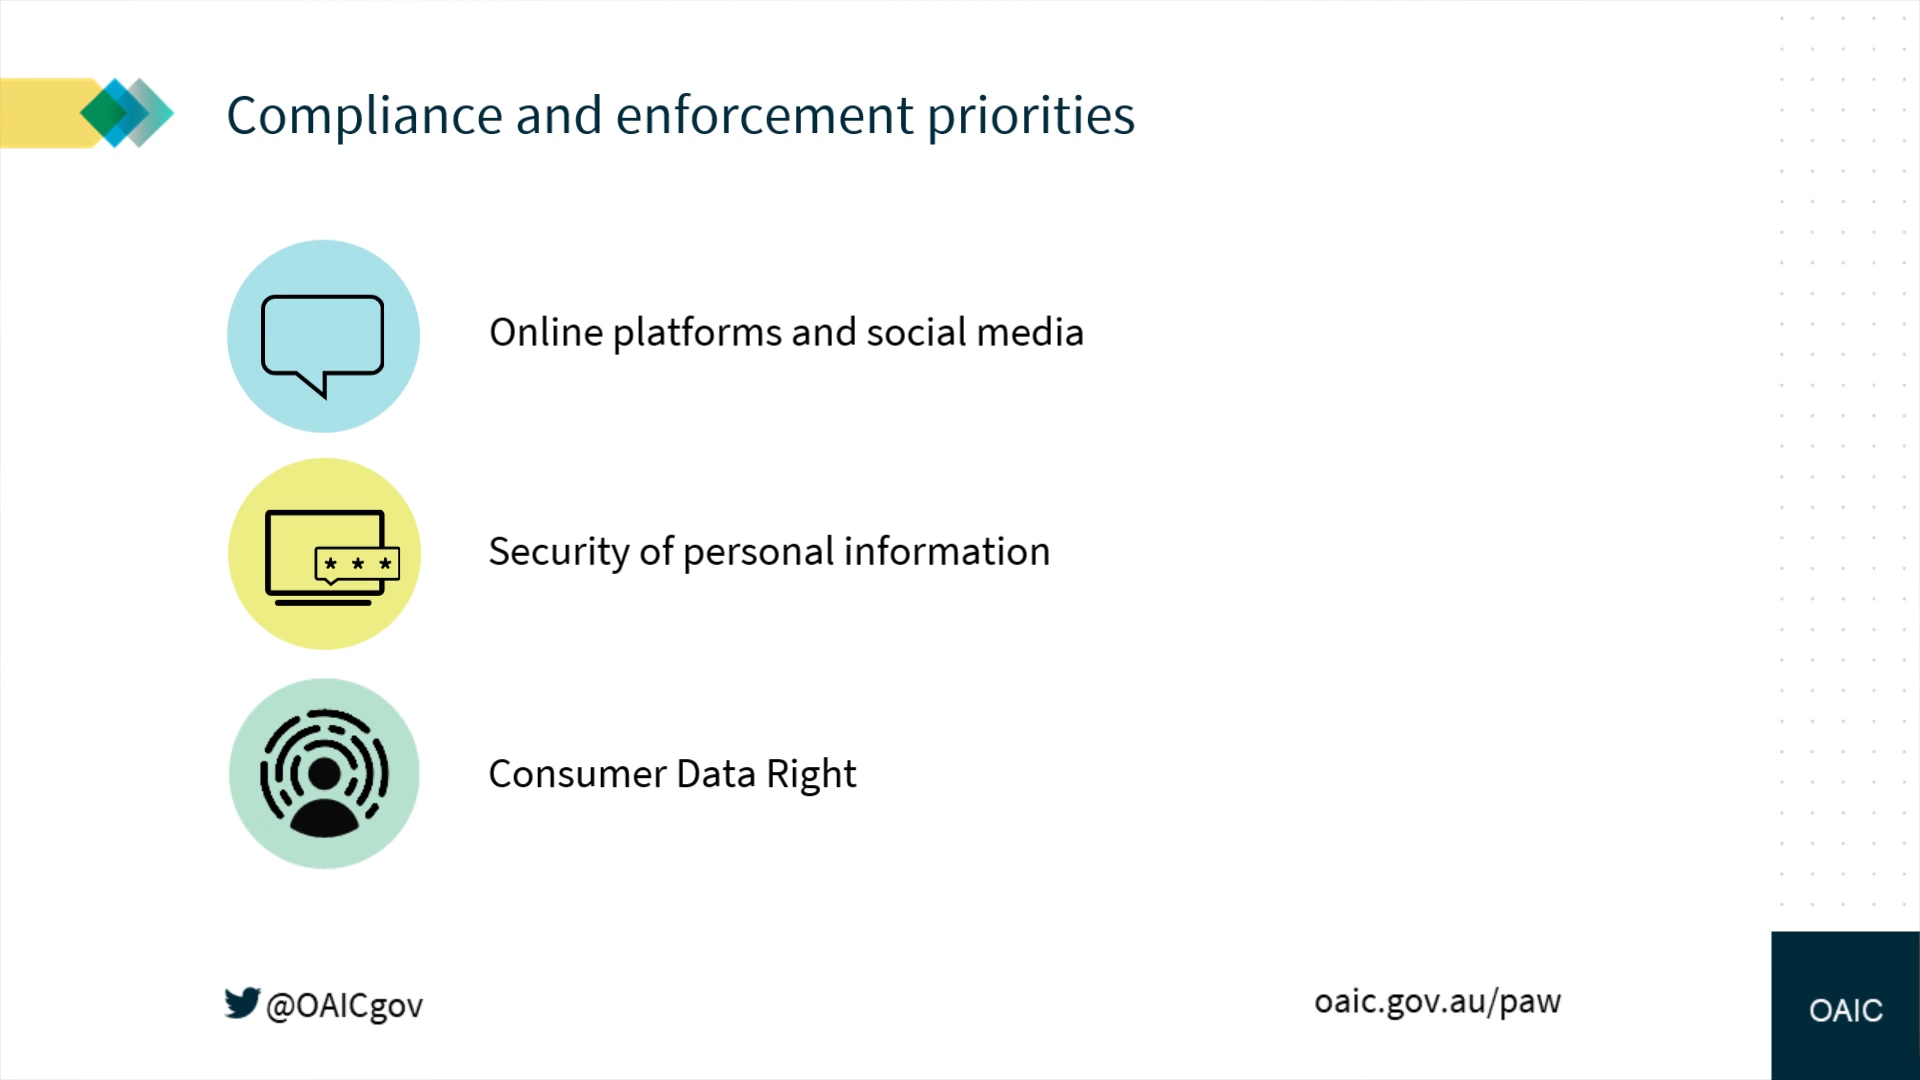 Compliance and enforcement priorities
Online platforms and social media
* * *
Security of personal information
Consumer Data Right
@OAICgov
oaic.gov.au/paw
OAIC